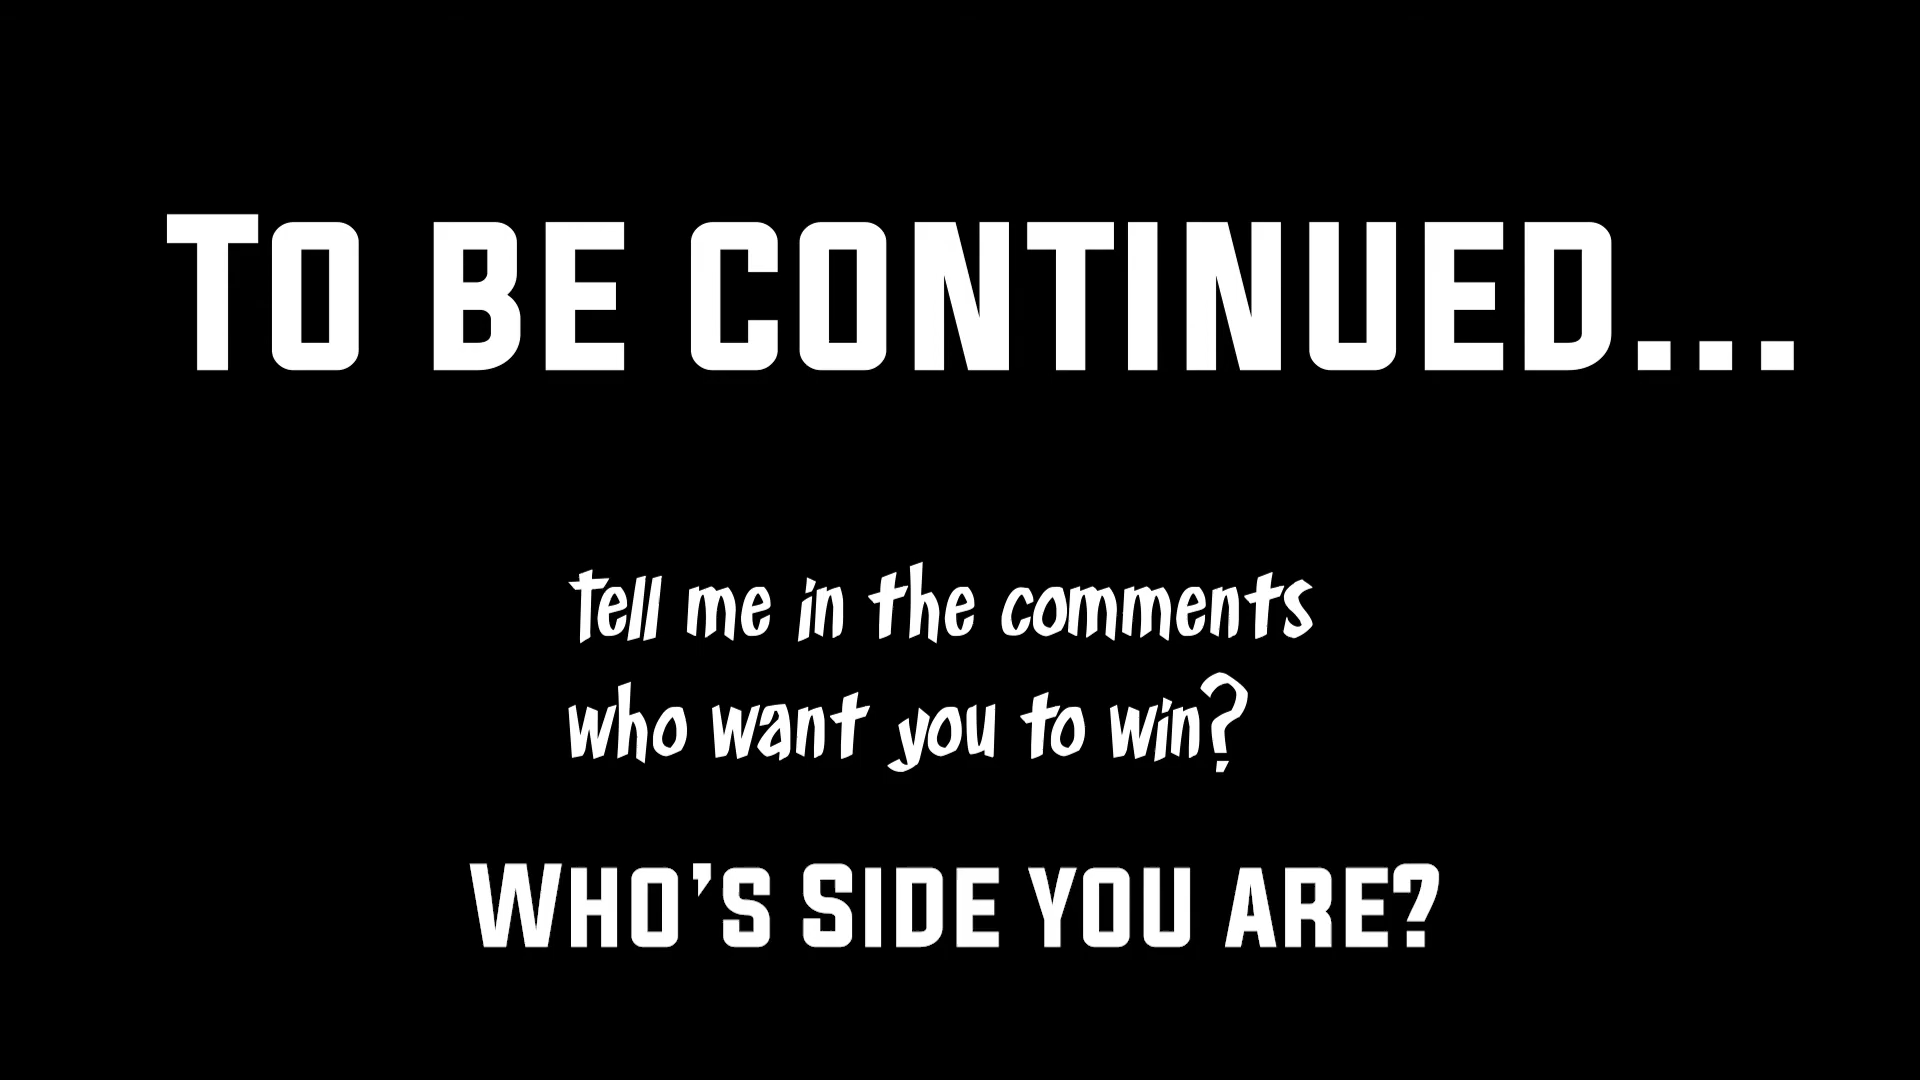 To be continued...
Tell me in the comments
who want you to win?
Who's Side you are?